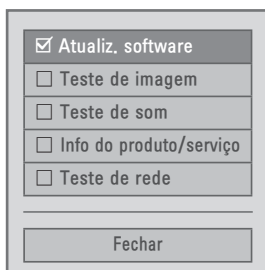 Atualiz. software
Teste de imagem
Teste de som
Info do produto/serviço
Teste de rede
Fechar